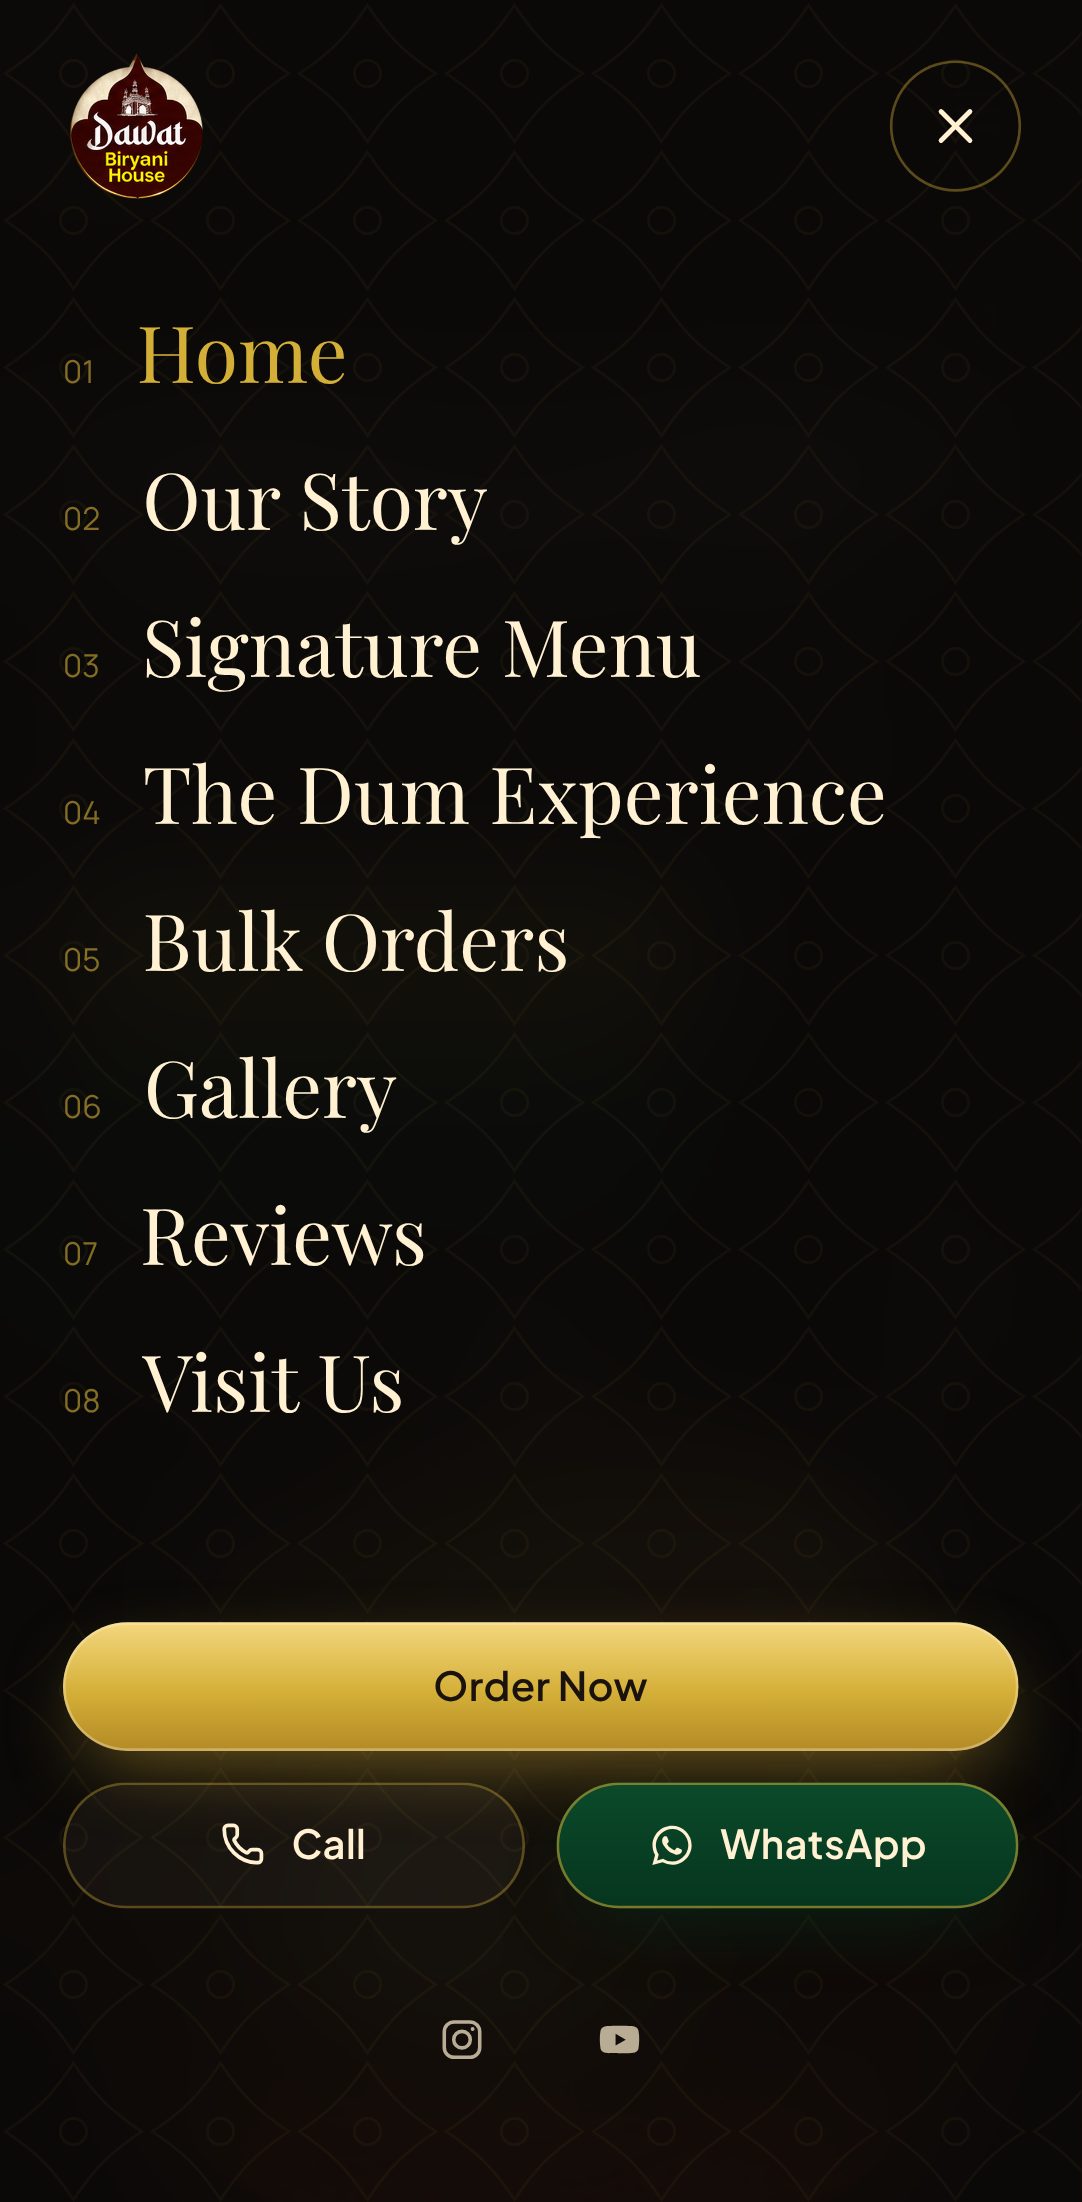 Dawat
Biryani
House
01 Home
02 Our Story
03 Signature Menu
04 The Dum Experience
05 Bulk Orders
06 Gallery
07 Reviews
08 Visit Us
Order Now
Call
WhatsApp